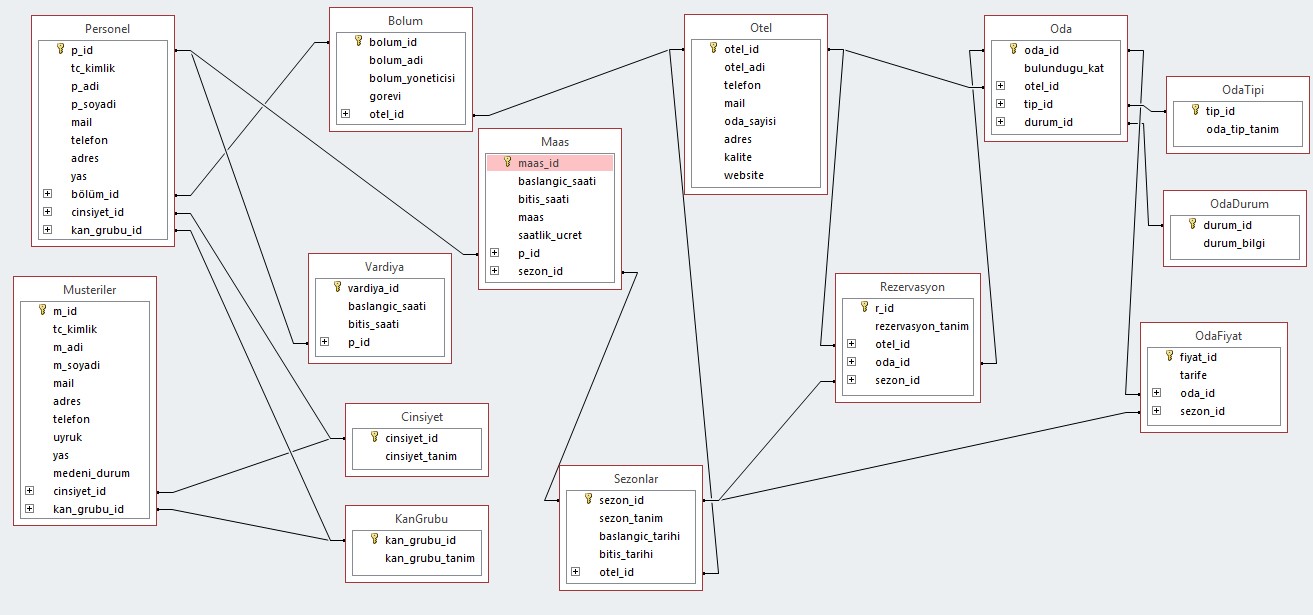 Personel
p_id
tc_kimlik
p_adi
p_soyadi
mail
telefon
adres
yas
bölüm_id
cinsiyet_id
kan_grubu_id
Bolum
bolum_id
bolum_adi
bolum_yoneticisi
gorevi
otel_id
Maas
maas_id
baslangic_saati
bitis_saati
maas
saatlik_ucret
p_id
sezon_id
Otel
otel_id
otel_adi
telefon
mail
oda_sayisi
adres
kalite
website
Oda
oda_id
bulundugu_kat
otel_id
tip_id
durum_id
OdaTipi
tip_id
oda_tip_tanim
OdaDurum
durum_id
durum_bilgi
Vardiya
vardiya_id
baslangic_saati
bitis_saati
p_id
Musteriler
m_id
tc_kimlik
m_adi
m_soyadi
mail
adres
telefon
uyruk
yas
medeni_durum
cinsiyet_id
kan_grubu_id
Rezervasyon
r_id
rezervasyon_tanim
otel_id
oda_id
sezon_id
OdaFiyat
fiyat_id
tarife
oda_id
sezon_id
Cinsiyet
cinsiyet_id
cinsiyet_tanim
KanGrubu
kan_grubu_id
kan_grubu_tanim
Sezonlar
sezon_id
sezon_tanim
baslangic_tarihi
bitis_tarihi
otel_id